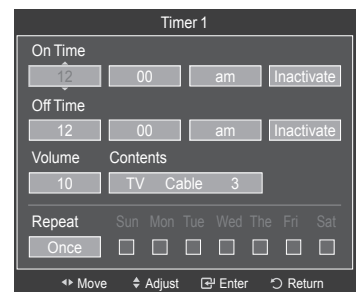 Timer 1
On Time
12 00 am Inactivate
Off Time
12 00 am Inactivate
Volume Contents
10 TV Cable 3
Repeat Sun Mon Tue Wed The Fri Sat
Once
Move Adjust Enter Return